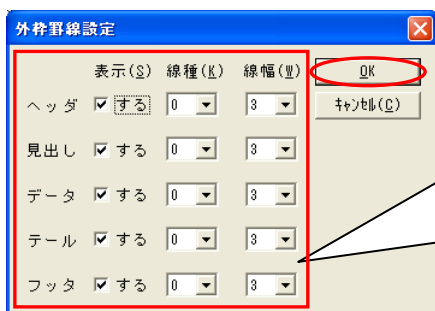 外枠罫線設定
表示(S) 線種(K) 線幅(W) OK
ヘッダ する 0 3 ｷｬﾝｾﾙ(C)
見出し する 0 3
データ する 0 3
テール する 0 3
フッタ する 0 3